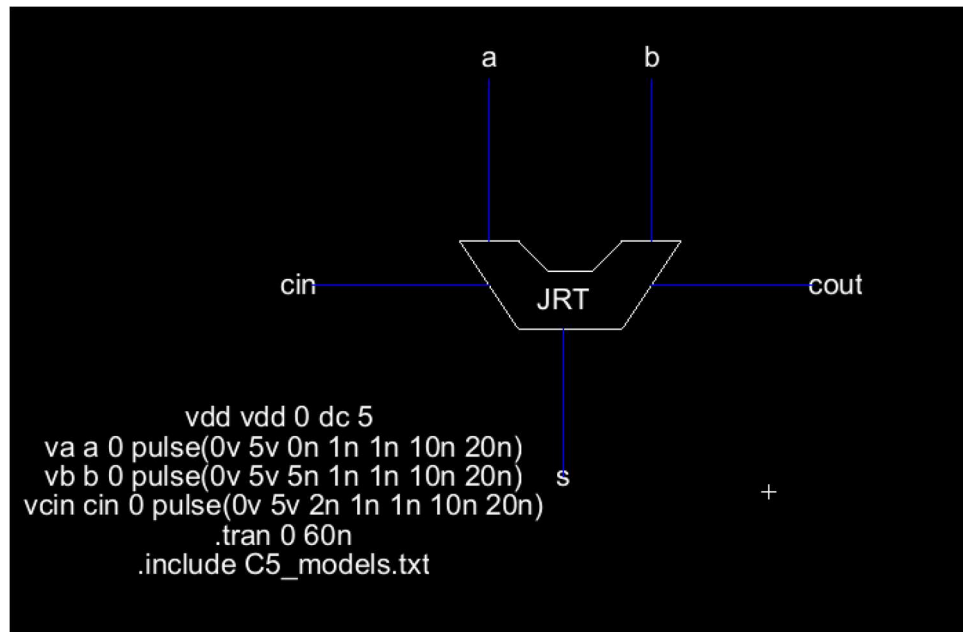 a b
cin JRT cout
vdd vdd 0 dc 5
va a 0 pulse(0v 5v 0n 1n 1n 10n 20n)
vb b 0 pulse(0v 5v 5n 1n 1n 10n 20n) s
vcin cin 0 pulse(0v 5v 2n 1n 1n 10n 20n)
.tran 0 60n
.include C5_models.txt